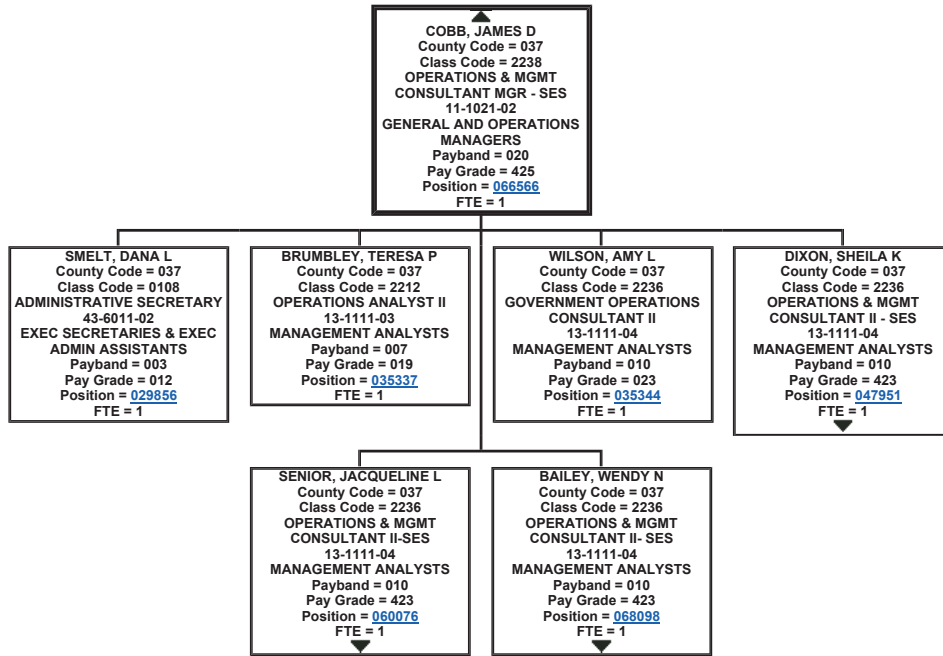 COBB, JAMES D
County Code = 037
Class Code = 2238
OPERATIONS & MGMT
CONSULTANT MGR - SES
11-1021-02
GENERAL AND OPERATIONS
MANAGERS
Payband = 020
Pay Grade = 425
Position = 066566
FTE = 1
SMELT, DANA L
County Code = 037
Class Code = 0108
ADMINISTRATIVE SECRETARY
43-6011-02
EXEC SECRETARIES & EXEC
ADMIN ASSISTANTS
Payband = 003
Pay Grade = 012
Position = 029856
FTE = 1
BRUMBLEY, TERESA P
County Code = 037
Class Code = 2212
OPERATIONS ANALYST II
13-1111-03
MANAGEMENT ANALYSTS
Payband = 007
Pay Grade = 019
Position = 035337
FTE = 1
WILSON, AMY L
County Code = 037
Class Code = 2236
GOVERNMENT OPERATIONS
CONSULTANT II
13-1111-04
MANAGEMENT ANALYSTS
Payband = 010
Pay Grade = 023
Position = 035344
FTE = 1
DIXON, SHEILA K
County Code = 037
Class Code = 2236
OPERATIONS & MGMT
CONSULTANT II - SES
13-1111-04
MANAGEMENT ANALYSTS
Payband = 010
Pay Grade = 423
Position = 047951
FTE = 1
SENIOR, JACQUELINE L
County Code = 037
Class Code = 2236
OPERATIONS & MGMT
CONSULTANT II-SES
13-1111-04
MANAGEMENT ANALYSTS
Payband = 010
Pay Grade = 423
Position = 060076
FTE = 1
BAILEY, WENDY N
County Code = 037
Class Code = 2236
OPERATIONS & MGMT
CONSULTANT II- SES
13-1111-04
MANAGEMENT ANALYSTS
Payband = 010
Pay Grade = 423
Position = 068098
FTE = 1